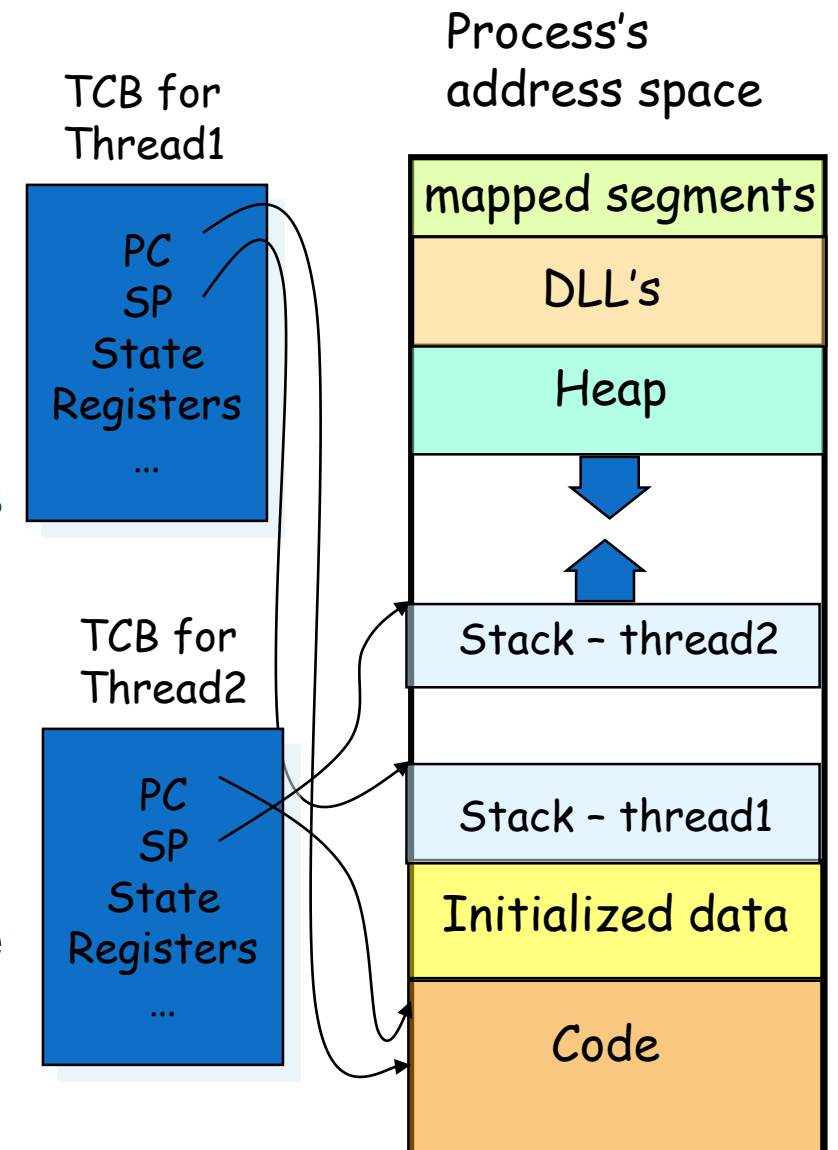 Process's
address space
TCB for
Thread1
PC
SP
State
Registers
…
TCB for
Thread2
PC
SP
State
Registers
…
mapped segments
DLL's
Heap
Stack – thread2
Stack – thread1
Initialized data
Code